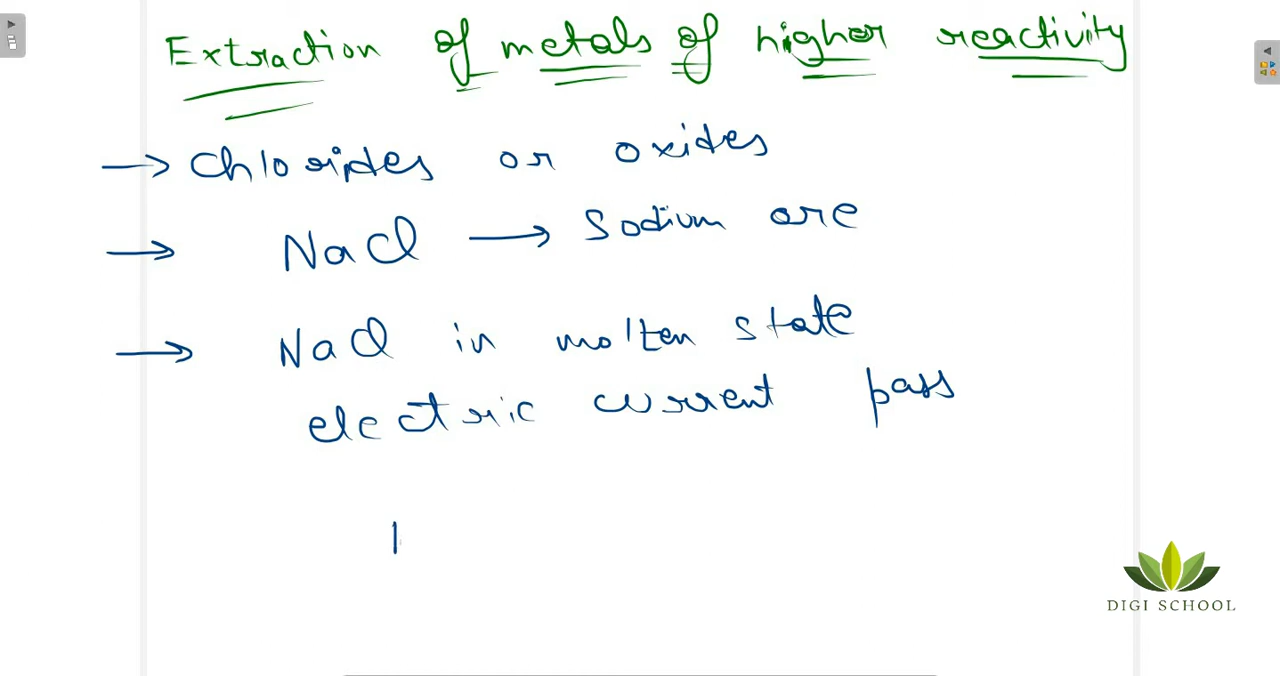 Extraction of metals of higher reactivity
→ Chlorides or oxides
→ NaCl → Sodium ore
→ NaCl in molten state
electric current pass
DIGI SCHOOL